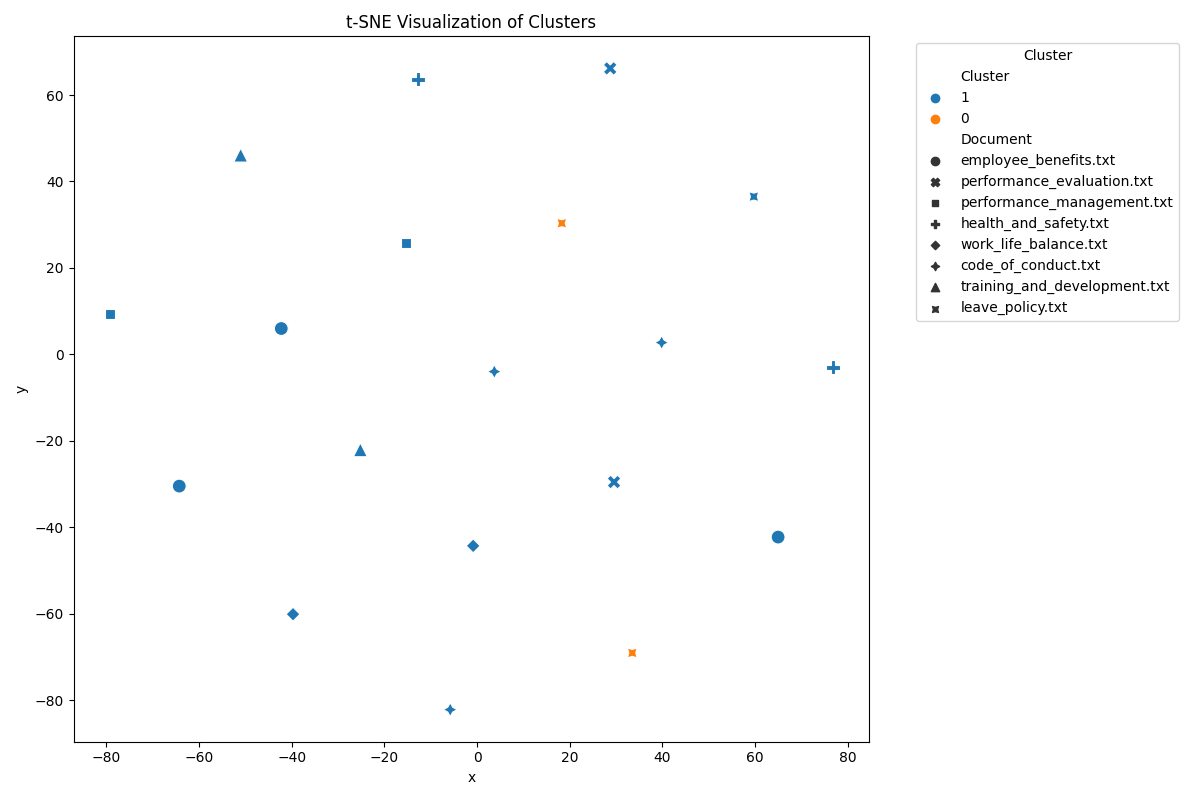 t-SNE Visualization of Clusters
60
40
20
0
−20
−40
−60
−80
y
−80
−60
−40
−20
0
20
40
60
80
x
Cluster
Cluster
1
0
Document
employee_benefits.txt
performance_evaluation.txt
performance_management.txt
health_and_safety.txt
work_life_balance.txt
code_of_conduct.txt
training_and_development.txt
leave_policy.txt